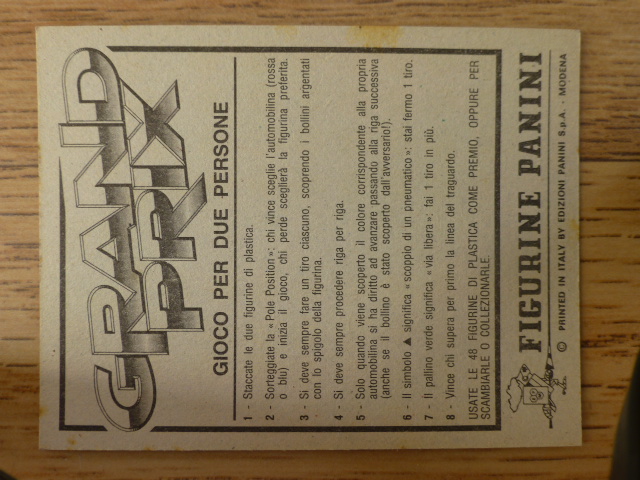 GRAND
PRIX
GIOCO PER DUE PERSONE
1 - Staccate le due figurine di plastica.
2 - Sorteggiate la « Pole Position »: chi vince sceglie l'automobilina (rossa
o blu) e inizia il gioco, chi perde sceglierà la figurina preferita.
3 - Si deve sempre fare un tiro ciascuno, scoprendo i bollini argentati
con lo spigolo della figurina.
4 - Si deve sempre procedere riga per riga.
5 - Solo quando viene scoperto il colore corrispondente alla propria
automobilina si ha diritto ad avanzare passando alla riga successiva
(anche se il bollino è stato scoperto dall'avversario!).
6 - Il simbolo ▲ significa « scoppio di un pneumatico »: stai fermo 1 tiro.
7 - Il pallino verde significa « via libera »: fai 1 tiro in più.
8 - Vince chi supera per primo la linea del traguardo.
USATE LE 48 FIGURINE DI PLASTICA COME PREMIO, OPPURE PER
SCAMBIARLE O COLLEZIONARLE.
FIGURINE PANINI
© PRINTED IN ITALY BY EDIZIONI PANINI S.p.A. - MODENA